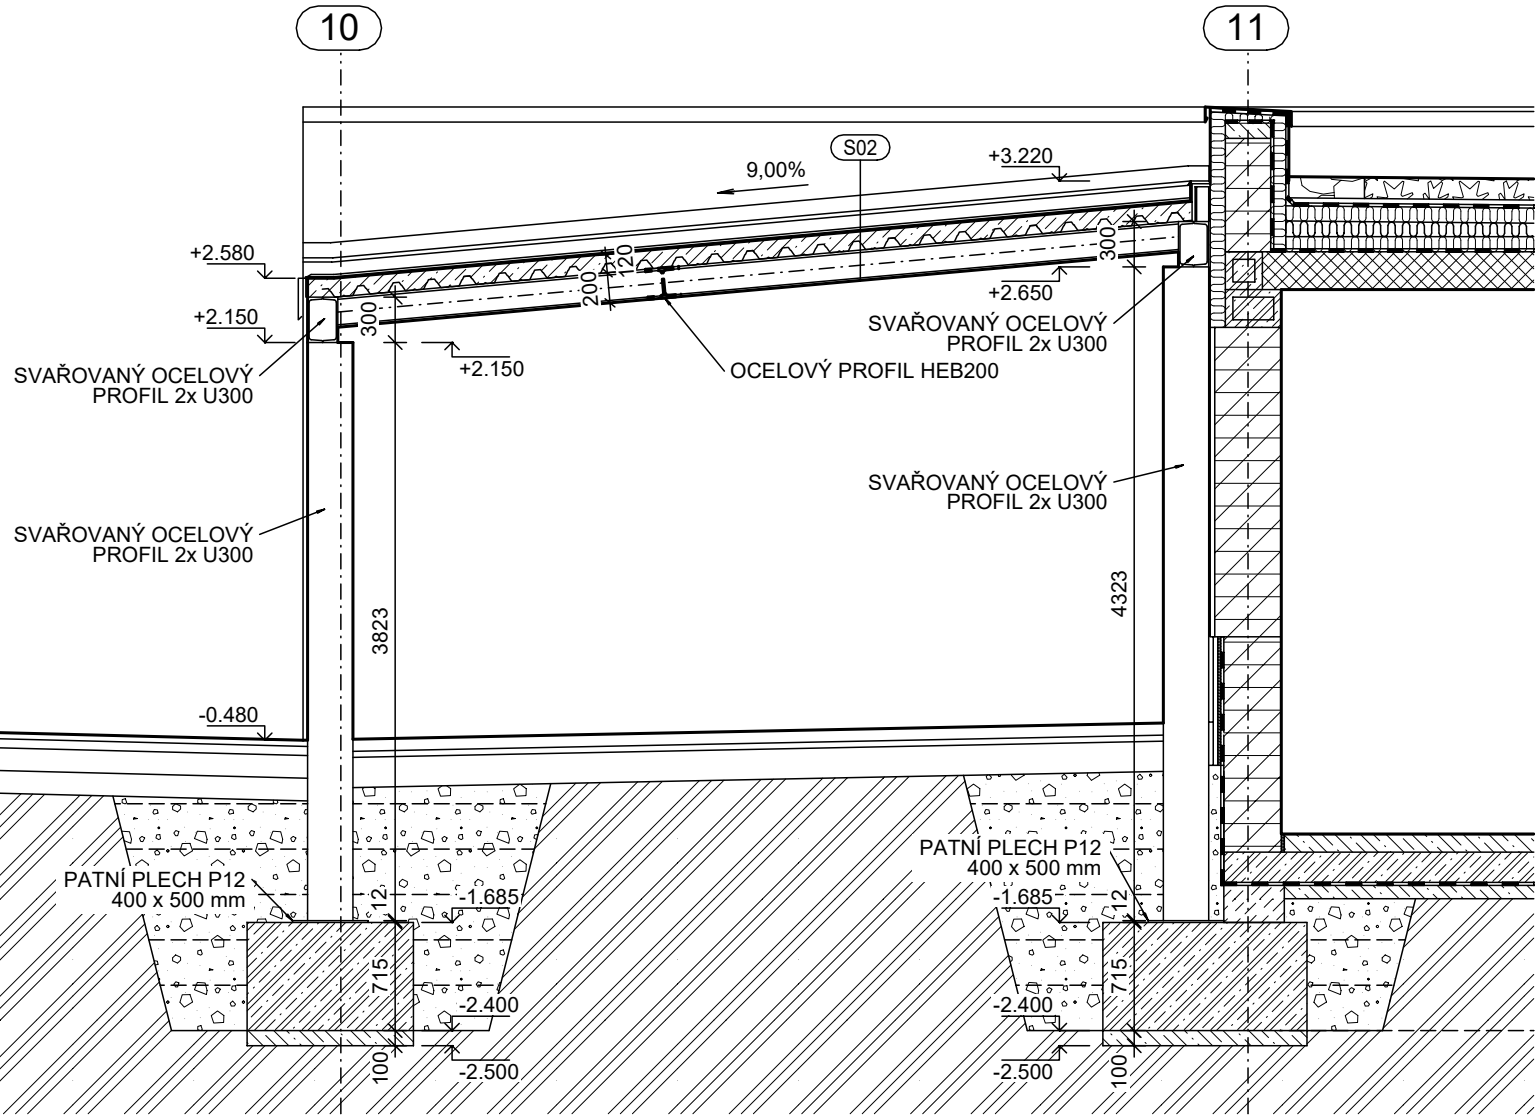 10
11
S02
9,00%
+3.220
+2.580
120
200
300
300
+2.150
+2.650
SVAŘOVANÝ OCELOVÝ
PROFIL 2x U300
SVAŘOVANÝ OCELOVÝ
PROFIL 2x U300
+2.150
OCELOVÝ PROFIL HEB200
SVAŘOVANÝ OCELOVÝ
PROFIL 2x U300
SVAŘOVANÝ OCELOVÝ
PROFIL 2x U300
3823
4323
-0.480
PATNÍ PLECH P12
400 x 500 mm
12
-1.685
PATNÍ PLECH P12
400 x 500 mm
-1.685
12
715
715
-2.400
-2.400
100
-2.500
-2.500
100